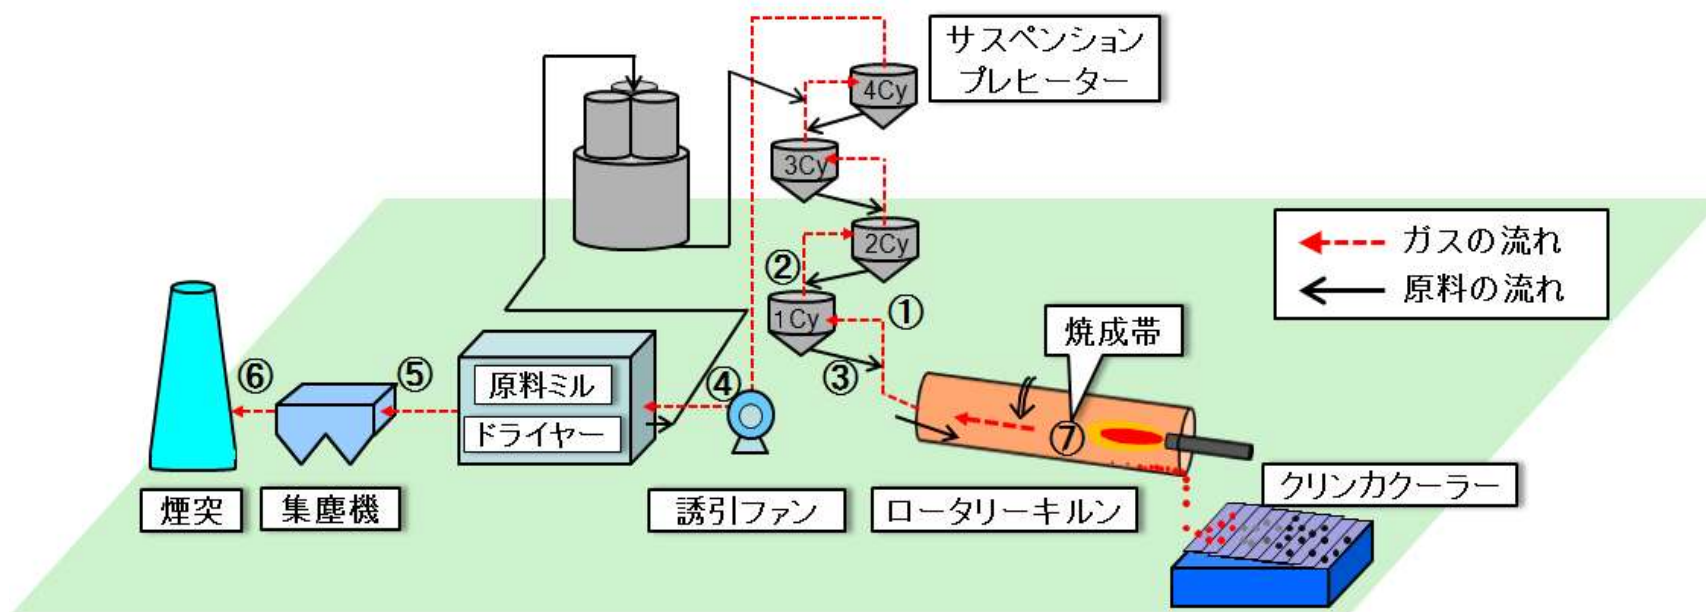 サスペンション
プレヒーター
4Cy
3Cy
2Cy
②
1Cy
①
③
ガスの流れ
原料の流れ
焼成帯
⑦
⑥
⑤
④
原料ミル
ドライヤー
煙突
集塵機
誘引ファン
ロータリーキルン
クリンカクーラー